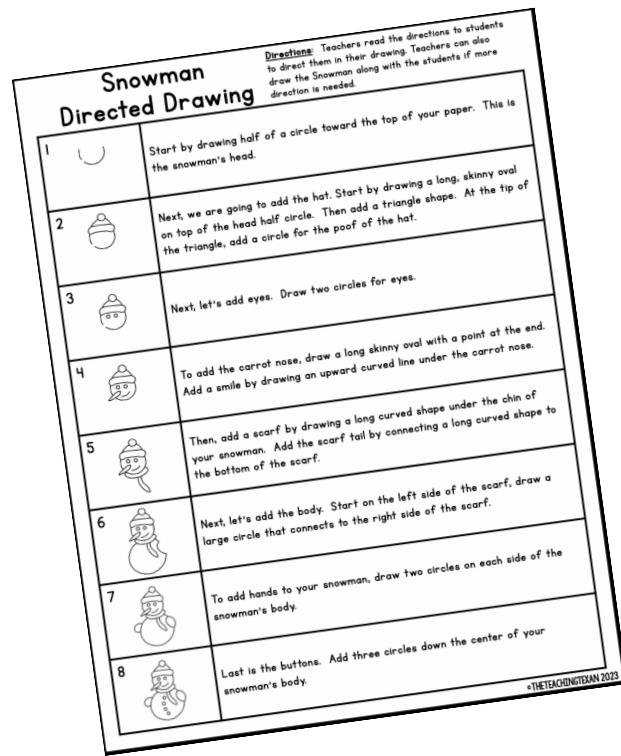 Snowman
Directed Drawing
Directions: Teachers read the directions to students
to direct them in their drawing. Teachers can also
draw the Snowman along with the students if more
direction is needed.
1
Start by drawing half of a circle toward the top of your paper. This is
the snowman's head.
2
Next, we are going to add the hat. Start by drawing a long, skinny oval
on top of the head half circle. Then add a triangle shape. At the tip of
the triangle, add a circle for the poof of the hat.
3
Next, let's add eyes. Draw two circles for eyes.
4
To add the carrot nose, draw a long skinny oval with a point at the end.
Add a smile by drawing an upward curved line under the carrot nose.
5
Then, add a scarf by drawing a long curved shape under the chin of
your snowman. Add the scarf tail by connecting a long curved shape to
the bottom of the scarf.
6
Next, let's add the body. Start on the left side of the scarf, draw a
large circle that connects to the right side of the scarf.
7
To add hands to your snowman, draw two circles on each side of the
snowman's body.
8
Last is the buttons. Add three circles down the center of your
snowman's body.
©THETEACHINGTEXAN 2023